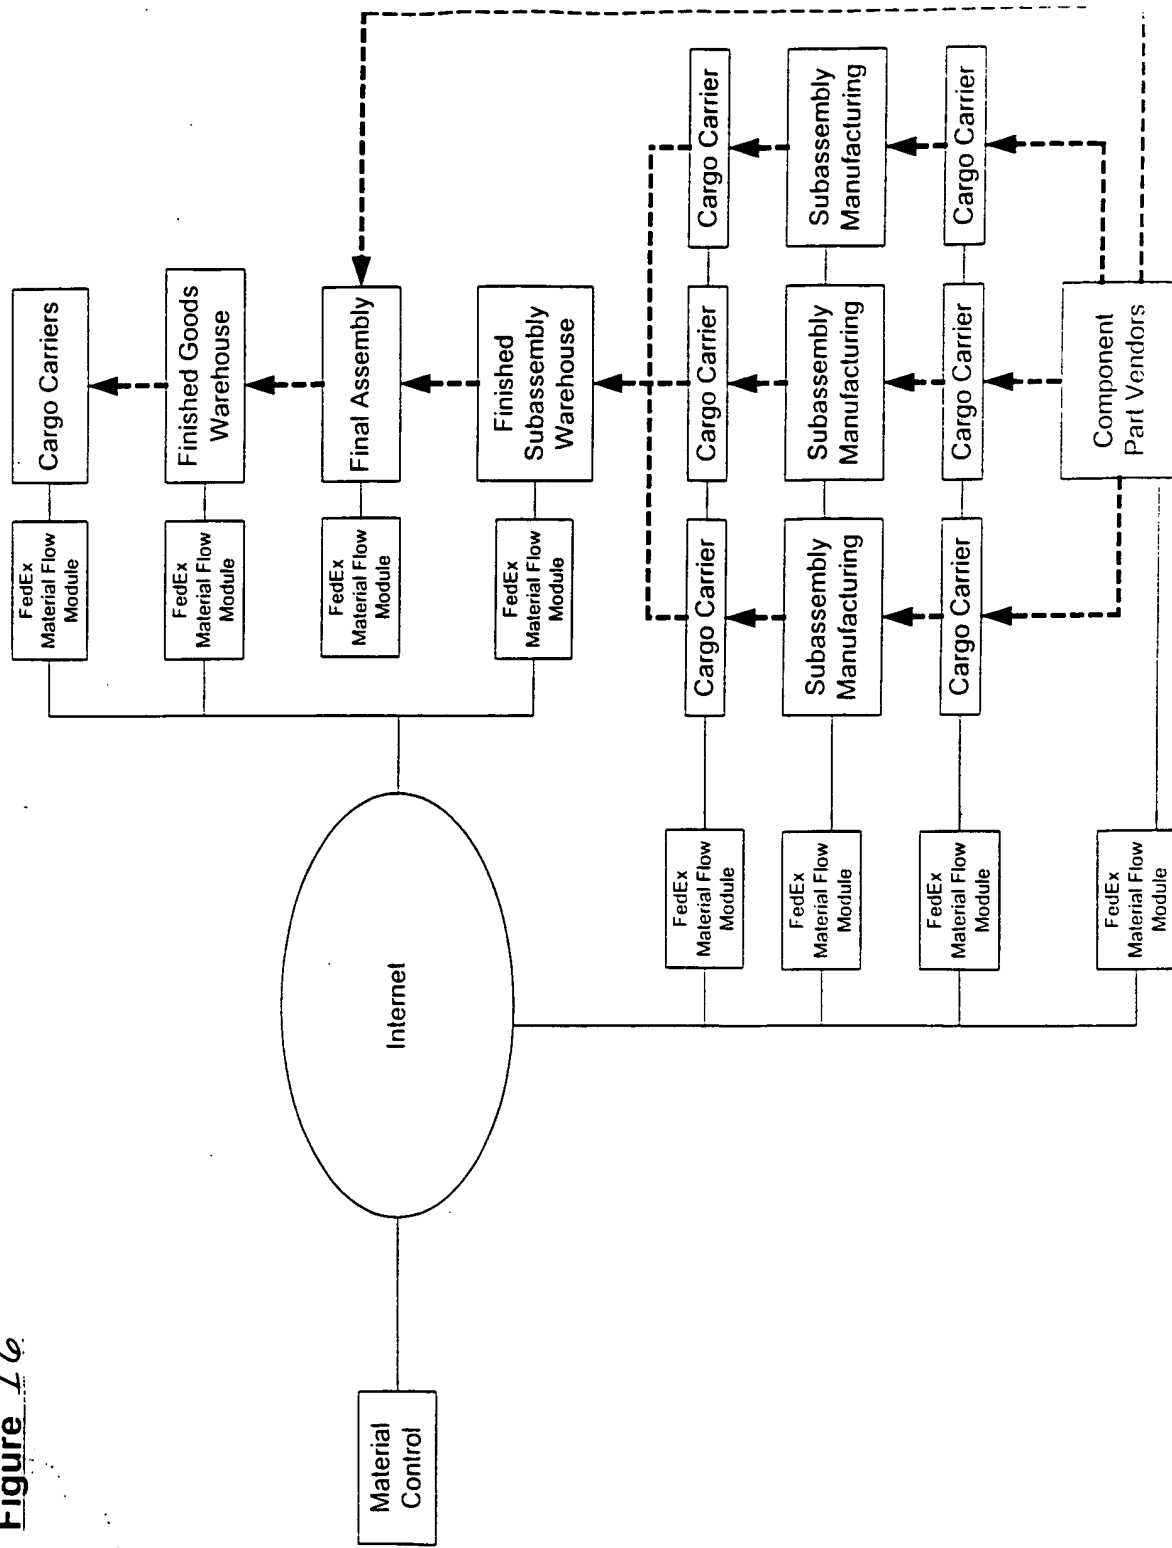 Figure
Cargo Carriers
FedEx
Material Flow
Module
Finished Goods
Warehouse
FedEx
Material Flow
Module
Final Assembly
FedEx
Material Flow
Module
Finished
Subassembly
Warehouse
FedEx
Material Flow
Module
Internet
Material
Control
FedEx
Material Flow
Module
Cargo Carrier
Cargo Carrier
Cargo Carrier
FedEx
Material Flow
Module
Subassembly
Manufacturing
Subassembly
Manufacturing
Subassembly
Manufacturing
FedEx
Material Flow
Module
Cargo Carrier
Cargo Carrier
Cargo Carrier
FedEx
Material Flow
Module
Component
Part Vendors